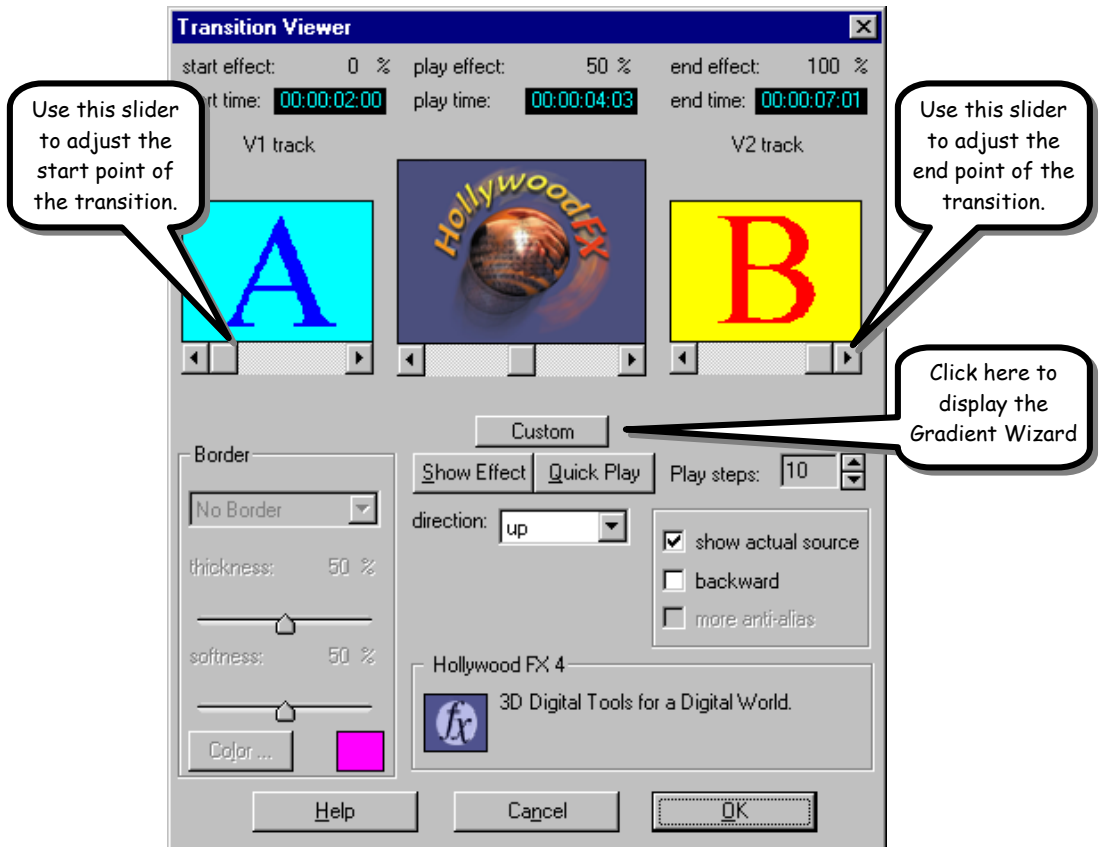 Transition Viewer
start effect: 0 % play effect: 50 % end effect: 100 %
rt time: 00:00:02:00 play time: 00:00:04:03 end time: 00:00:07:01
Use this slider
to adjust the
start point of
the transition.
V1 track
V2 track
Use this slider
to adjust the
end point of the
transition.
A
HollywoodFX
B
Click here to
display the
Gradient Wizard
Custom
Border
Show Effect Quick Play Play steps: 10
No Border
direction: up
show actual source
thickness: 50 %
backward
more anti-alias
softness: 50 %
Hollywood FX 4
fx 3D Digital Tools for a Digital World.
Color ...
Help Cancel OK